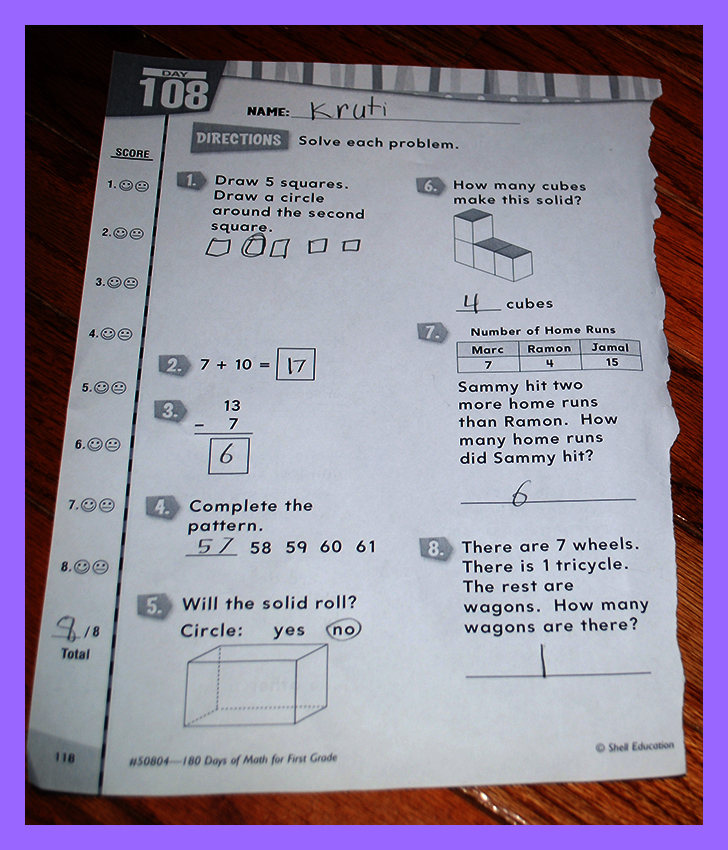 DAY
108
NAME: Kruti
DIRECTIONS Solve each problem.
SCORE
1.
2.
3.
4.
5.
6.
7.
8.
8/8
Total
1. Draw 5 squares.
Draw a circle
around the second
square.
2. 7 + 10 = 17
3. 13
– 7
6
4. Complete the
pattern.
57 58 59 60 61
5. Will the solid roll?
Circle: yes no
6. How many cubes
make this solid?
4 cubes
7. Number of Home Runs
Marc Ramon Jamal
7 4 15
Sammy hit two
more home runs
than Ramon. How
many home runs
did Sammy hit?
6
8. There are 7 wheels.
There is 1 tricycle.
The rest are
wagons. How many
wagons are there?
1
118
#50804—180 Days of Math for First Grade
© Shell Education